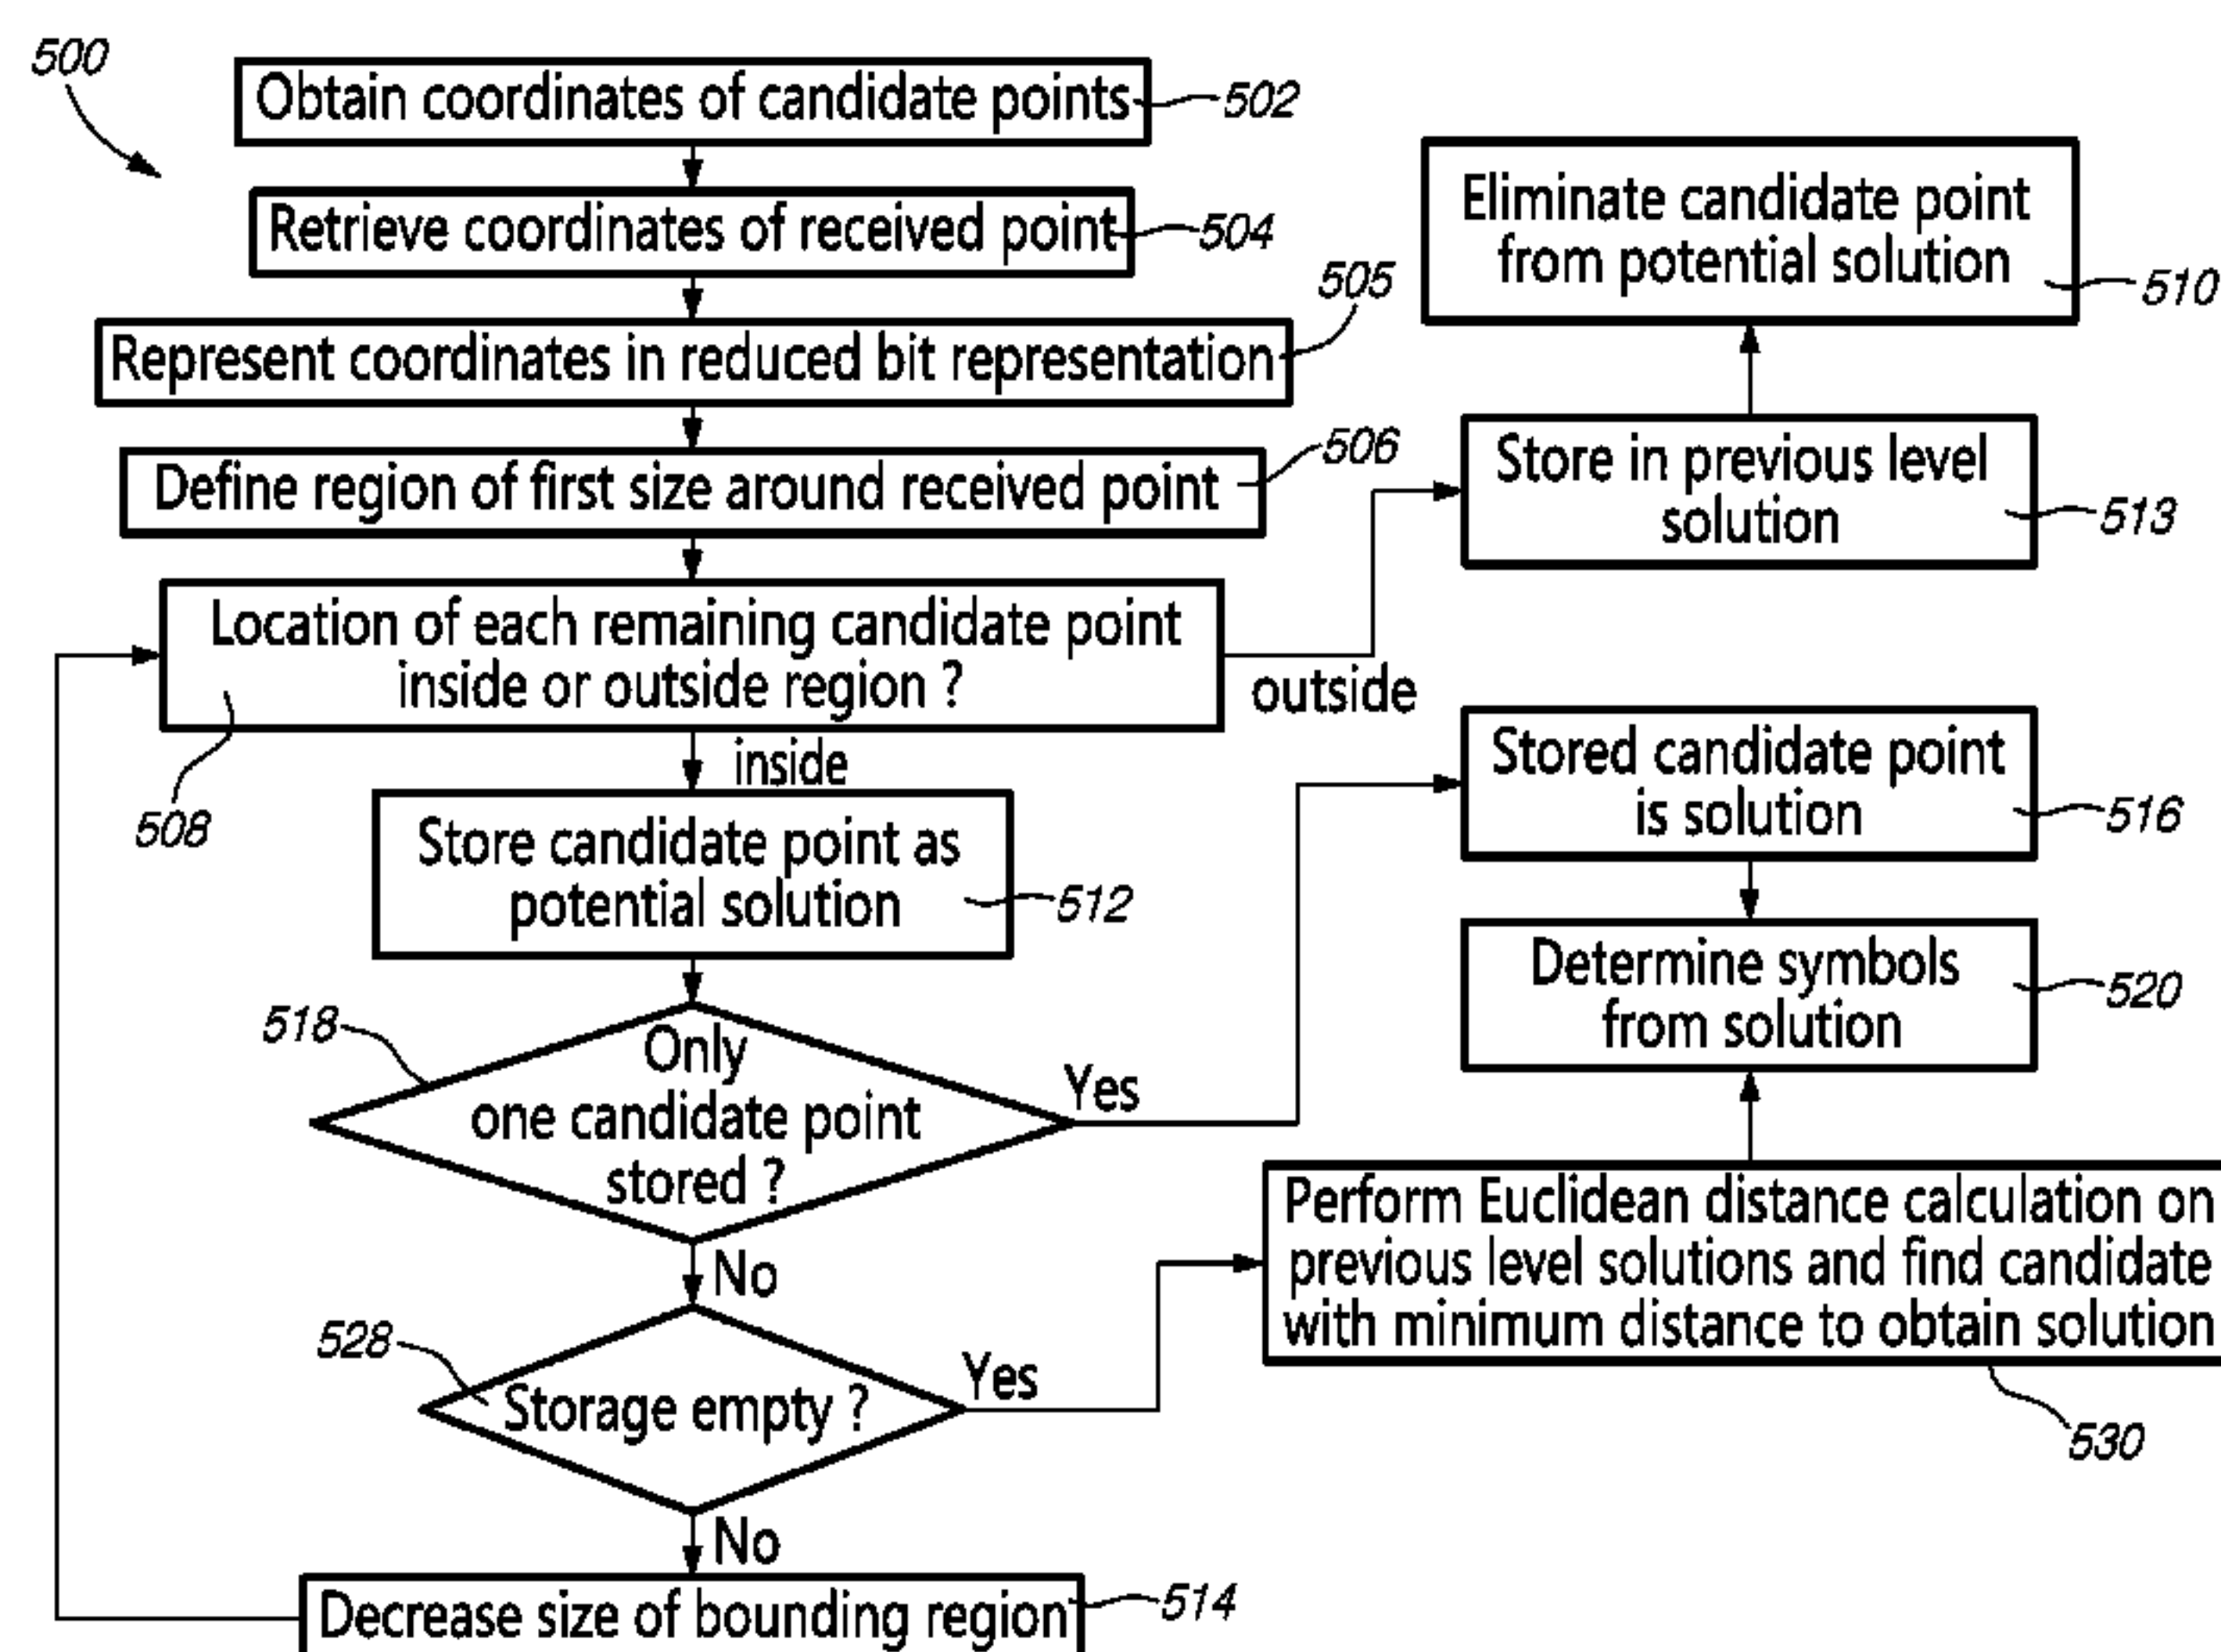 500
Obtain coordinates of candidate points
502
Retrieve coordinates of received point
504
Represent coordinates in reduced bit representation
505
Define region of first size around received point
506
Location of each remaining candidate point
inside or outside region ?
508
outside
inside
Eliminate candidate point
from potential solution
510
Store in previous level
solution
513
Store candidate point as
potential solution
512
Stored candidate point
is solution
516
Determine symbols
from solution
520
518
Only
one candidate point
stored ?
Yes
No
528
Storage empty ?
Yes
No
Perform Euclidean distance calculation on
previous level solutions and find candidate
with minimum distance to obtain solution
530
Decrease size of bounding region
514